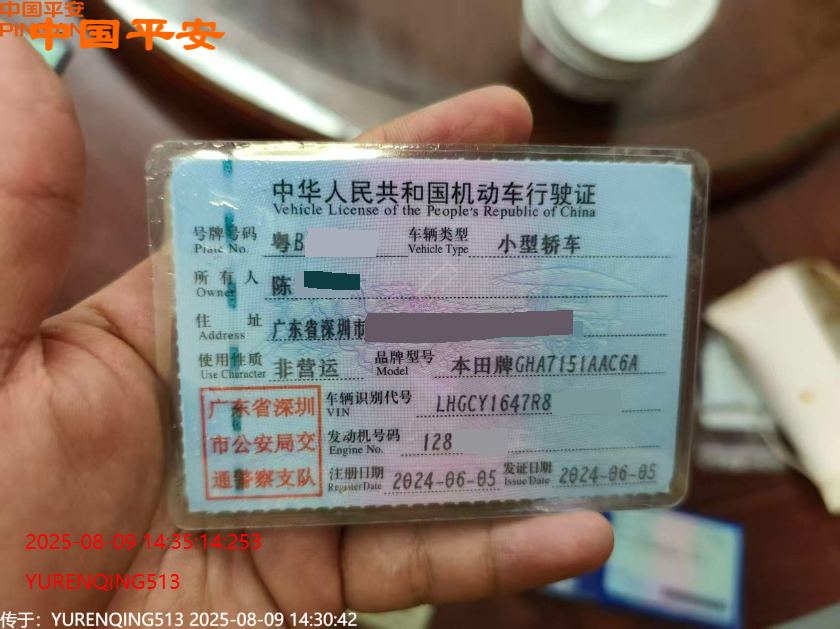 中国平安
PINGAN
中国平安
中华人民共和国机动车行驶证
Vehicle License of the People's Republic of China
号牌号码 粤B 车辆类型 小型轿车
Plate No. Vehicle Type
所有人 陈
Owner
住址 广东省深圳市
Address
使用性质 非营运 品牌型号 本田牌GHA7151AAC6A
Use Character Model
广东省深圳 车辆识别代号 LHGCY1647R8
VIN
市公安局交 发动机号码 128
Engine No.
通警察支队 注册日期 2024-06-05 发证日期 2024-06-05
Register Date Issue Date
2025-08-09 14:35:14:253
YURENQING513
传于：YURENQING513 2025-08-09 14:30:42